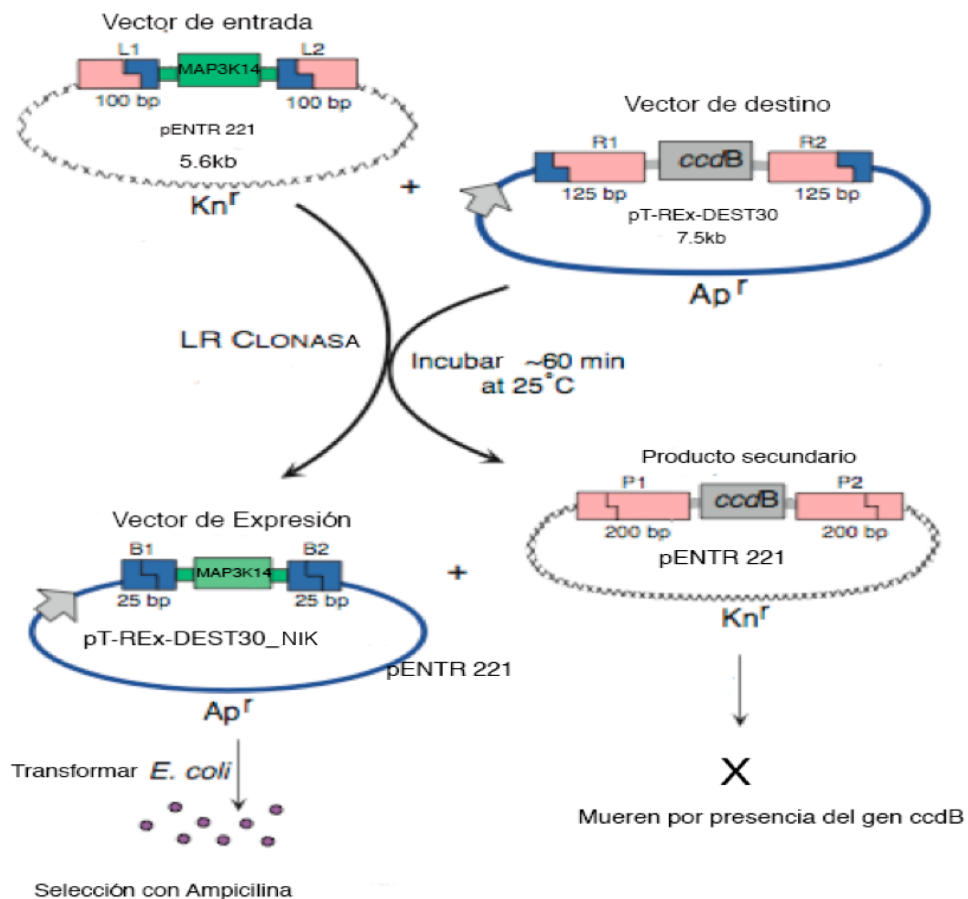 Vector de entrada
L1
MAP3K14
L2
100 bp
100 bp
pENTR 221
5.6kb
Kn r
+
Vector de destino
R1
ccdB
R2
125 bp
125 bp
pT-REx-DEST30
7.5kb
Ap r
LR CLONASA
Incubar ~60 min
at 25°C
Producto secundario
P1
ccdB
P2
200 bp
200 bp
pENTR 221
Kn r
Vector de Expresión
B1
MAP3K14
B2
25 bp
25 bp
+
pT-REx-DEST30_NIK
pENTR 221
Ap r
Transformar E. coli
X
Mueren por presencia del gen ccdB
Selección con Ampicilina